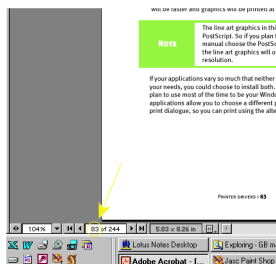 will be faster and graphics will be printed at
NOTE
The line art graphics in thi
PostScript. So if you plan
manual choose the PostSc
the line art graphics will o
resolution.
If your applications vary so much that neither
your needs, you could choose to install both.
plan to use most of the time to be your Windo
applications allow you to choose a different p
print dialogue, so you can print using the alte
PRINTER DRIVERS I 83
104% 83 of 244 5.83 x 8.26 in
Lotus Notes Desktop Exploring - GB m
Adobe Acrobat - [... Jasc Paint Shop